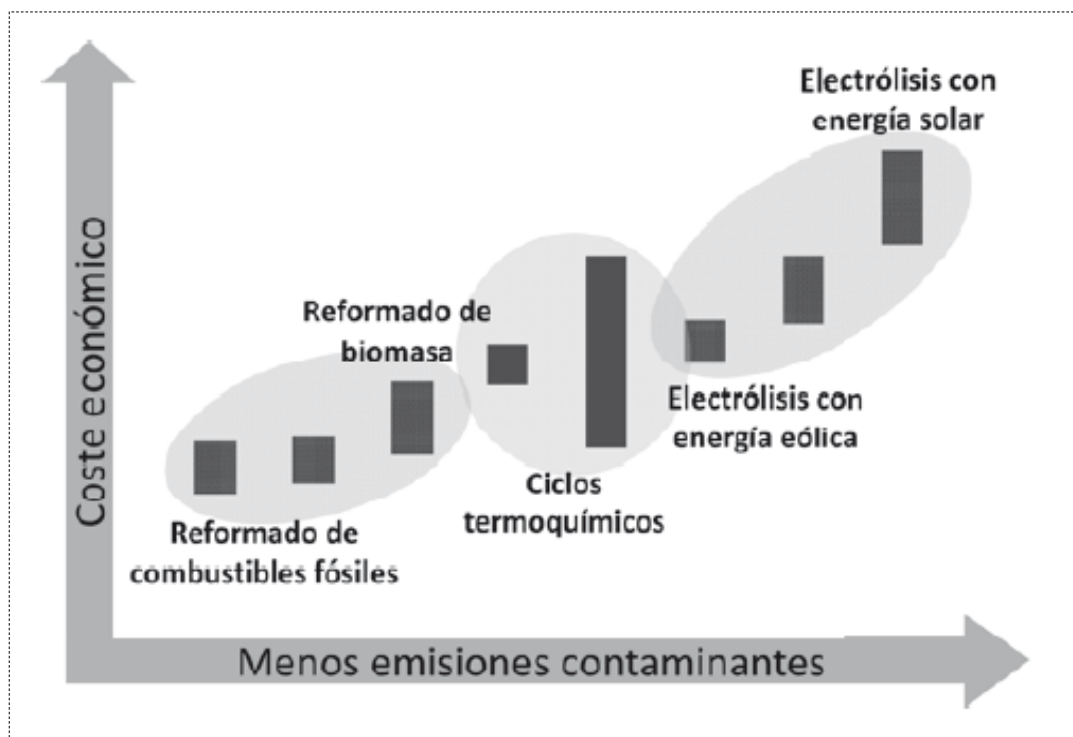 Electrólisis con
energía solar
Coste económico
Reformado de
biomasa
Electrólisis con
energía eólica
Ciclos
termoquímicos
Reformado de
combustibles fósiles
Menos emisiones contaminantes